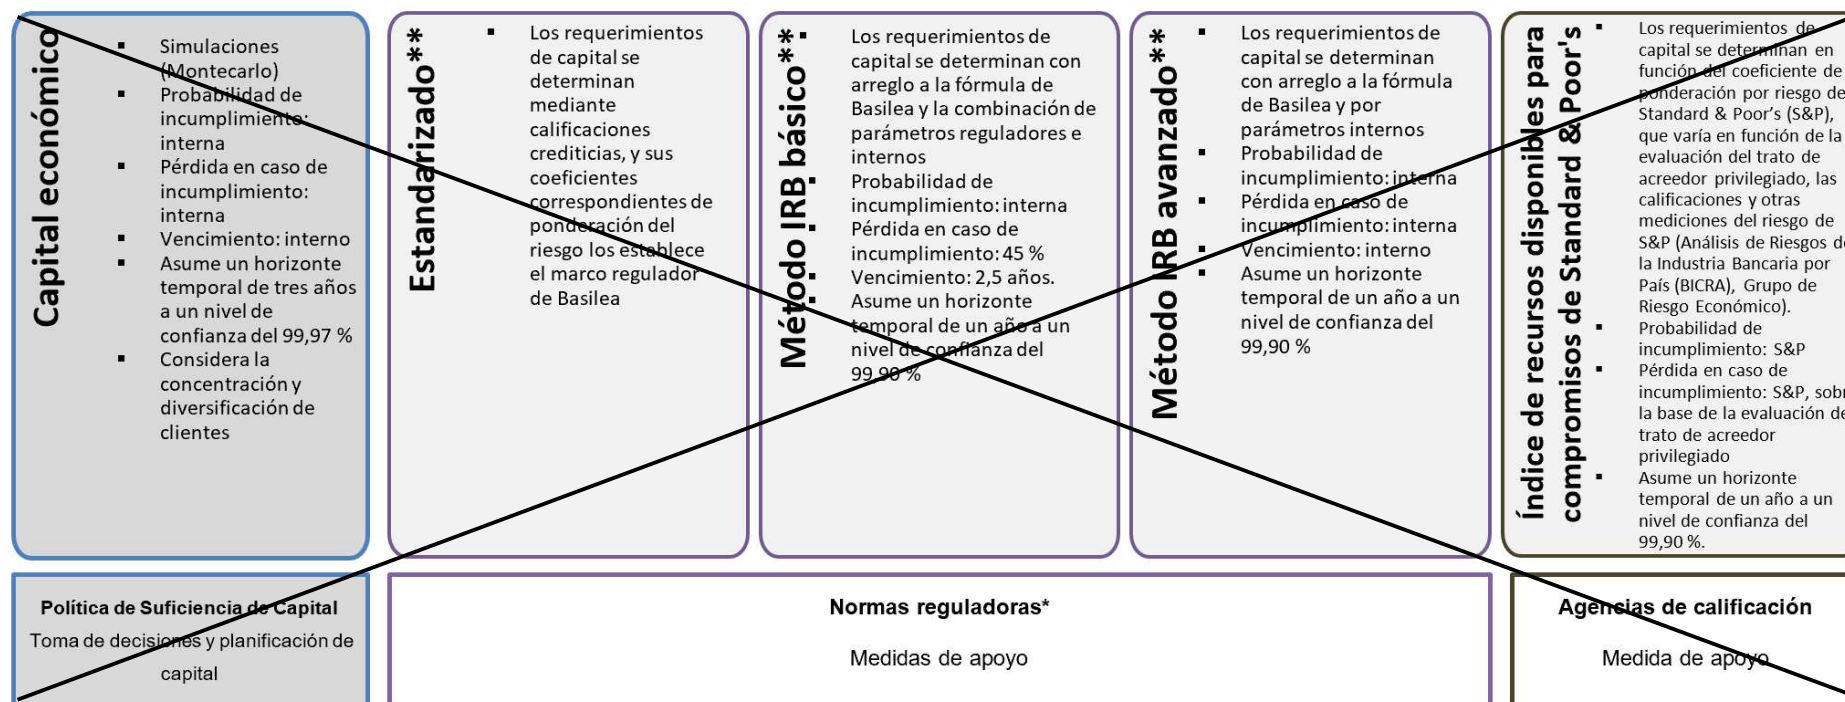 Capital económico
▪ Simulaciones
(Montecarlo)
▪ Probabilidad de
incumplimiento:
interna
▪ Pérdida en caso de
incumplimiento:
interna
▪ Vencimiento: interno
▪ Asume un horizonte
temporal de tres años
a un nivel de
confianza del 99,97 %
▪ Considera la
concentración y
diversificación de
clientes
Estandarizado**
▪ Los requerimientos
de capital se
determinan
mediante
calificaciones
crediticias, y sus
coeficientes
correspondientes de
ponderación del
riesgo los establece
el marco regulador
de Basilea
Método IRB básico**
▪ Los requerimientos de
capital se determinan con
arreglo a la fórmula de
Basilea y la combinación de
parámetros reguladores e
internos
▪ Probabilidad de
incumplimiento: interna
▪ Pérdida en caso de
incumplimiento: 45 %
▪ Vencimiento: 2,5 años.
▪ Asume un horizonte
temporal de un año a un
nivel de confianza del
99,90 %
Método IRB avanzado**
▪ Los requerimientos de
capital se determinan
con arreglo a la fórmula
de Basilea y por
parámetros internos
▪ Probabilidad de
incumplimiento: interna
▪ Pérdida en caso de
incumplimiento: interna
▪ Vencimiento: interno
▪ Asume un horizonte
temporal de un año a un
nivel de confianza del
99,90 %
Índice de recursos disponibles para
compromisos de Standard & Poor's
▪ Los requerimientos de
capital se determinan en
función del coeficiente de
ponderación por riesgo de
Standard & Poor's (S&P),
que varía en función de la
evaluación del trato de
acreedor privilegiado, las
calificaciones y otras
mediciones del riesgo de
S&P (Análisis de Riesgos de
la Industria Bancaria por
País (BICRA), Grupo de
Riesgo Económico).
▪ Probabilidad de
incumplimiento: S&P
▪ Pérdida en caso de
incumplimiento: S&P, sobr
la base de la evaluación de
trato de acreedor
privilegiado
▪ Asume un horizonte
temporal de un año a un
nivel de confianza del
99,90 %.
Política de Suficiencia de Capital
Toma de decisiones y planificación de
capital
Normas reguladoras*
Medidas de apoyo
Agencias de calificación
Medida de apoyo